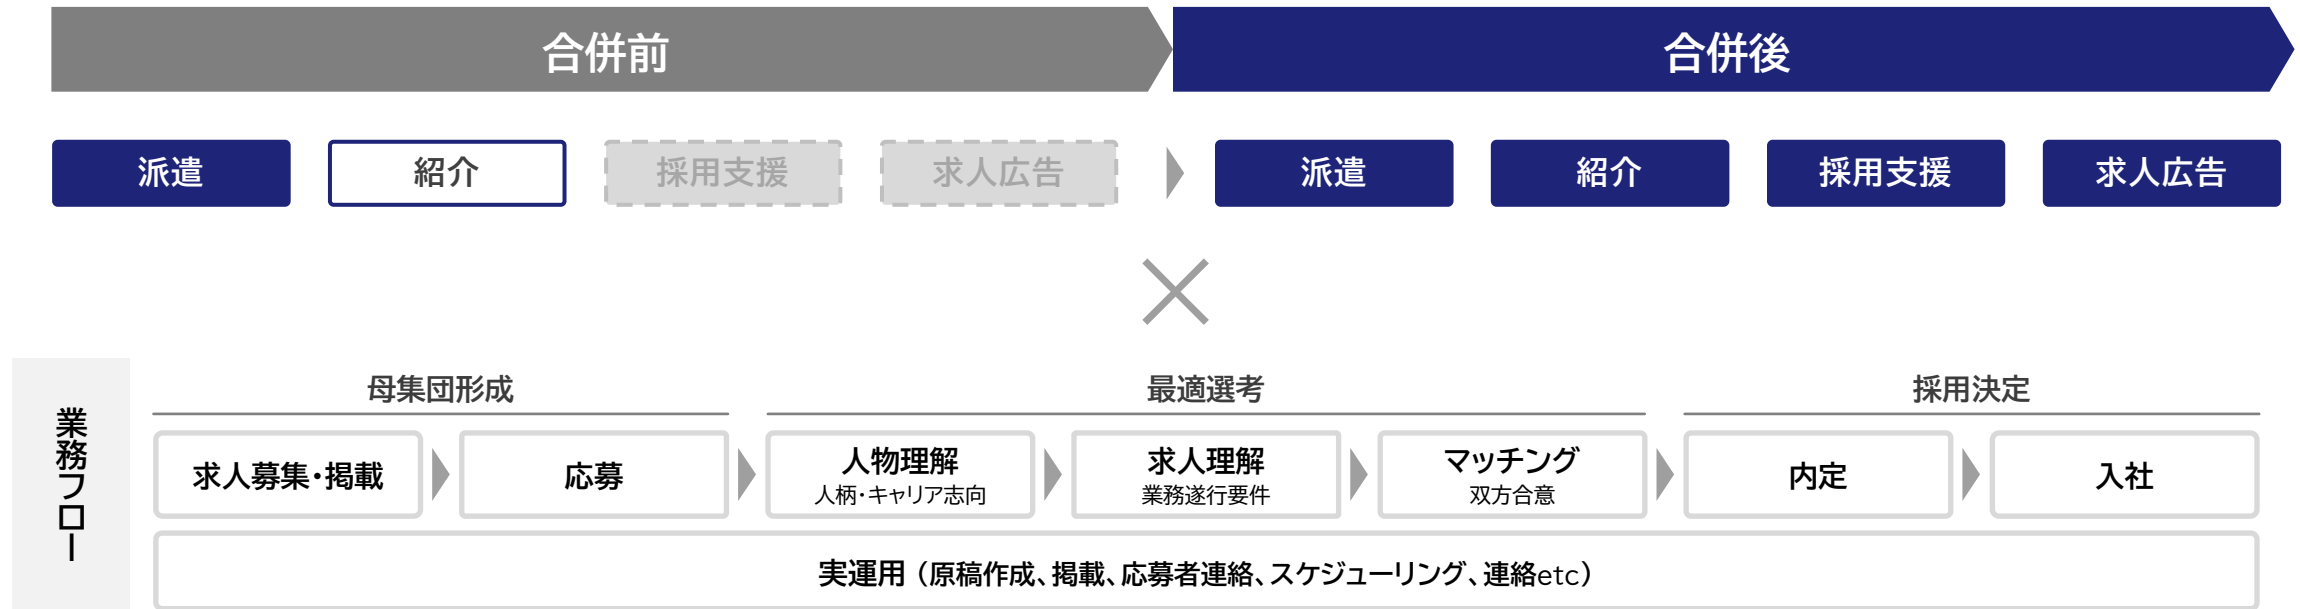 合併前
合併後
派遣
紹介
採用支援
求人広告
派遣
紹介
採用支援
求人広告
業務フロー
母集団形成
最適選考
採用決定
求人募集・掲載
応募
人物理解
人柄・キャリア志向
求人理解
業務遂行要件
マッチング
双方合意
内定
入社
実運用（原稿作成、掲載、応募者連絡、スケジューリング、連絡etc）